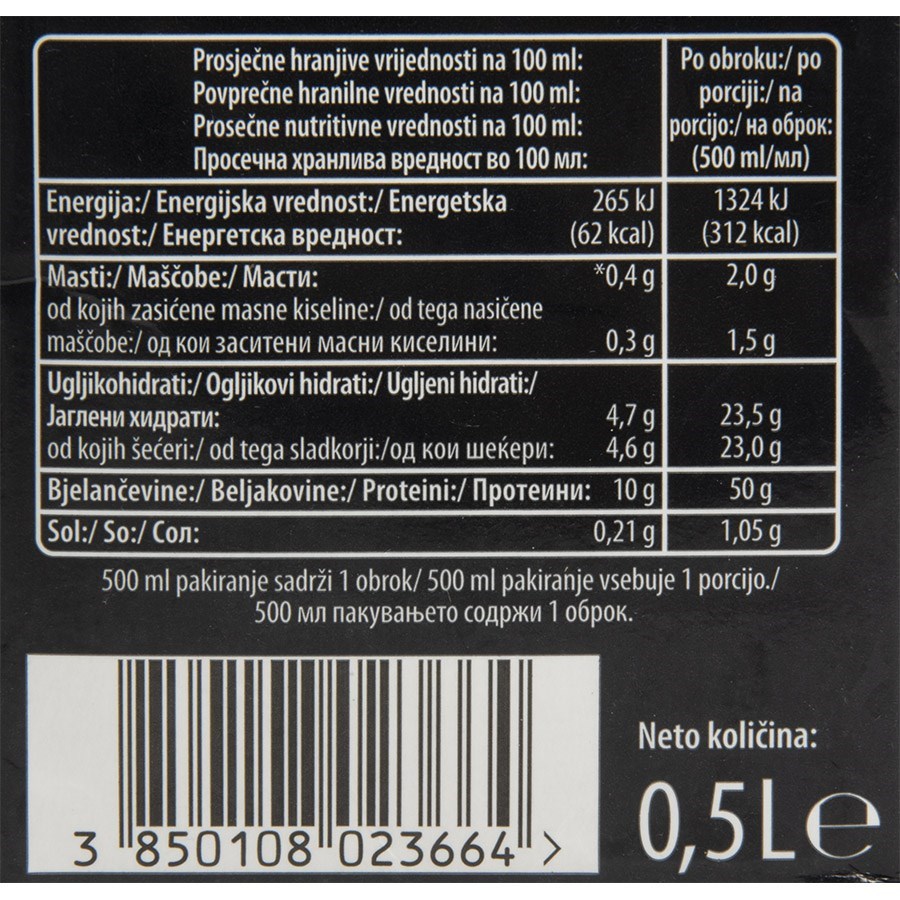 Prosječne hranjive vrijednosti na 100 ml:
Povprečne hranilne vrednosti na 100 ml:
Prosečne nutritivne vrednosti na 100 ml:
Просечна хранлива вредност во 100 мл:
Po obroku:/ po
porciji:/ na
porcijo:/ на оброк:
(500 ml/мл)
Energija:/ Energijska vrednost:/ Energetska 265 kJ 1324 kJ
vrednost:/ Енергетска вредност: (62 kcal) (312 kcal)
Masti:/ Maščobe:/ Масти: *0,4 g 2,0 g
od kojih zasićene masne kiseline:/ od tega nasičene
maščobe:/ од кои заситени масни киселини: 0,3 g 1,5 g
Ugljikohidrati:/ Ogljikovi hidrati:/ Ugljeni hidrati:/
Јаглени хидрати: 4,7 g 23,5 g
od kojih šećeri:/ od tega sladkorji:/од кои шеќери: 4,6 g 23,0 g
Bjelančevine:/ Beljakovine:/ Proteini:/ Протеини: 10 g 50 g
Sol:/ So:/ Сол: 0,21 g 1,05 g
500 ml pakiranje sadrži 1 obrok/ 500 ml pakiranje vsebuje 1 porcijo./
500 мл пакувањето содржи 1 оброк.
Neto količina:
0,5L e
3 850108 023664 >